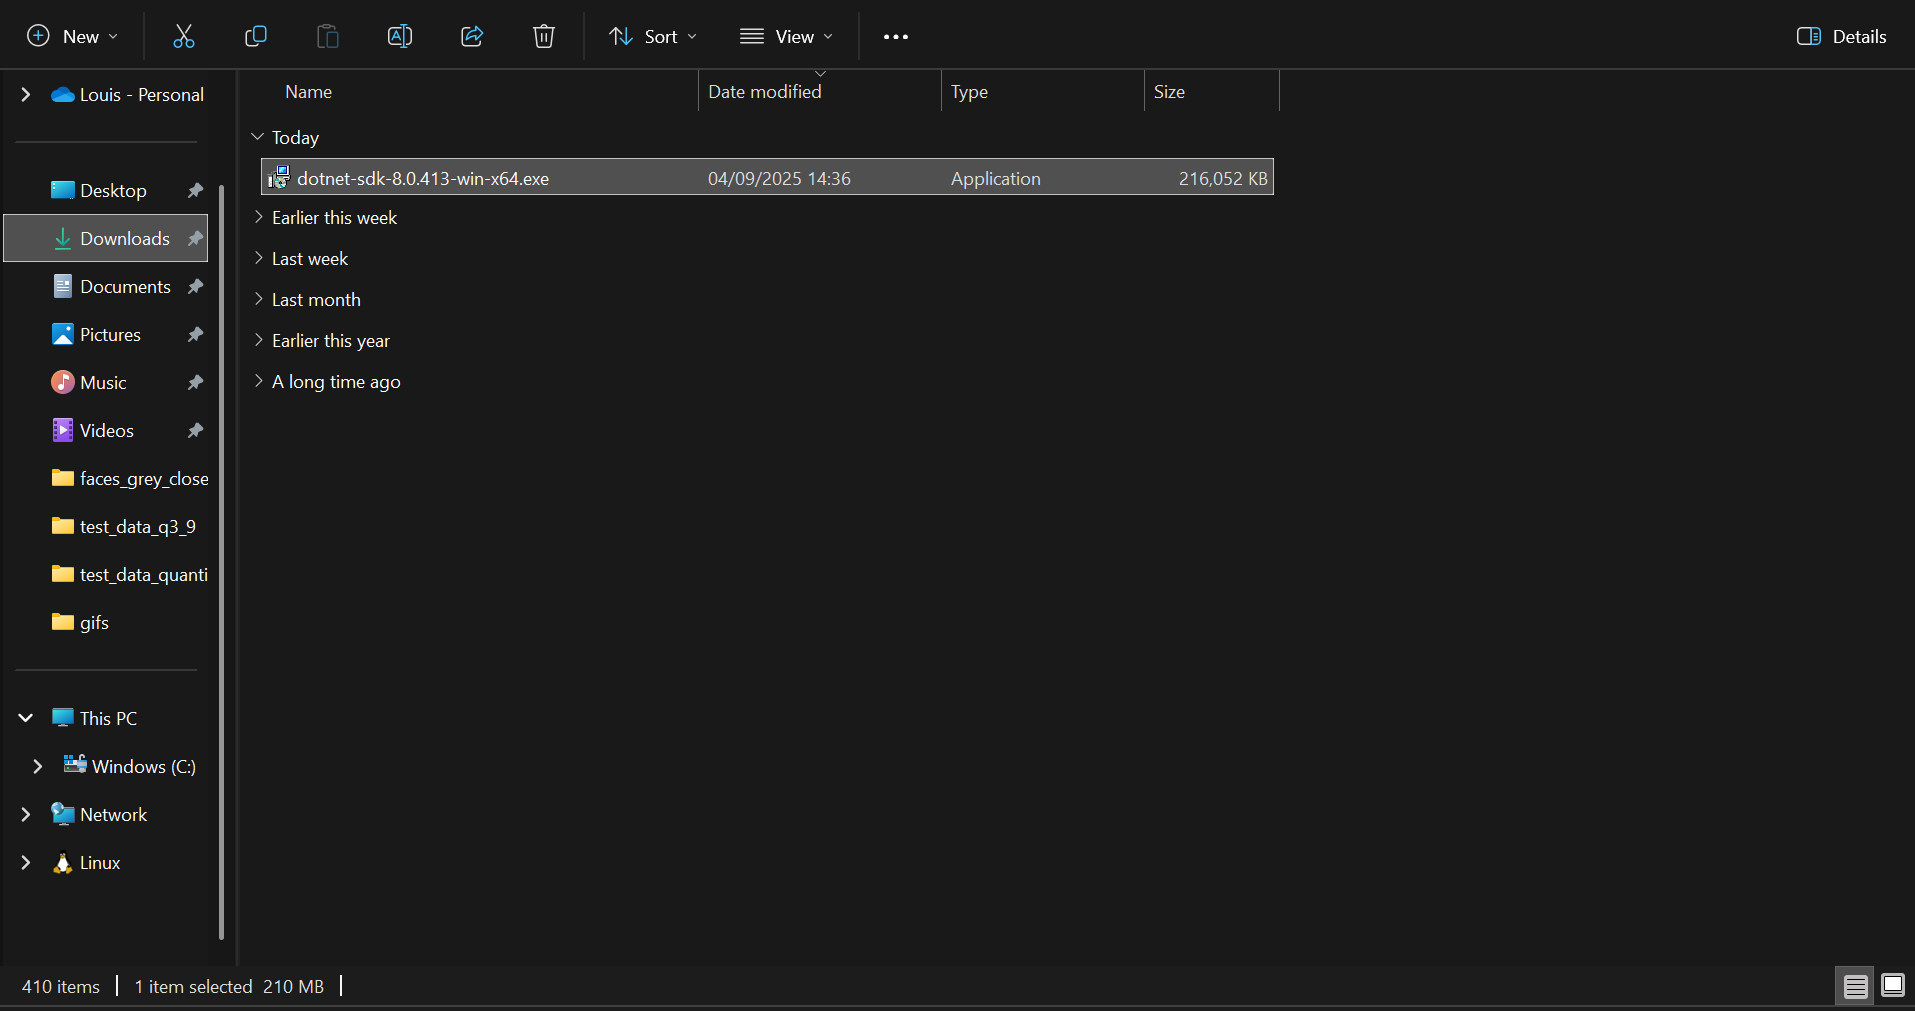 New
Sort
View
Details
Louis - Personal
Desktop
Downloads
Documents
Pictures
Music
Videos
faces_grey_close
test_data_q3_9
test_data_quanti
gifs
This PC
Windows (C:)
Network
Linux
Name Date modified Type Size
Today
dotnet-sdk-8.0.413-win-x64.exe 04/09/2025 14:36 Application 216,052 KB
Earlier this week
Last week
Last month
Earlier this year
A long time ago
410 items 1 item selected 210 MB